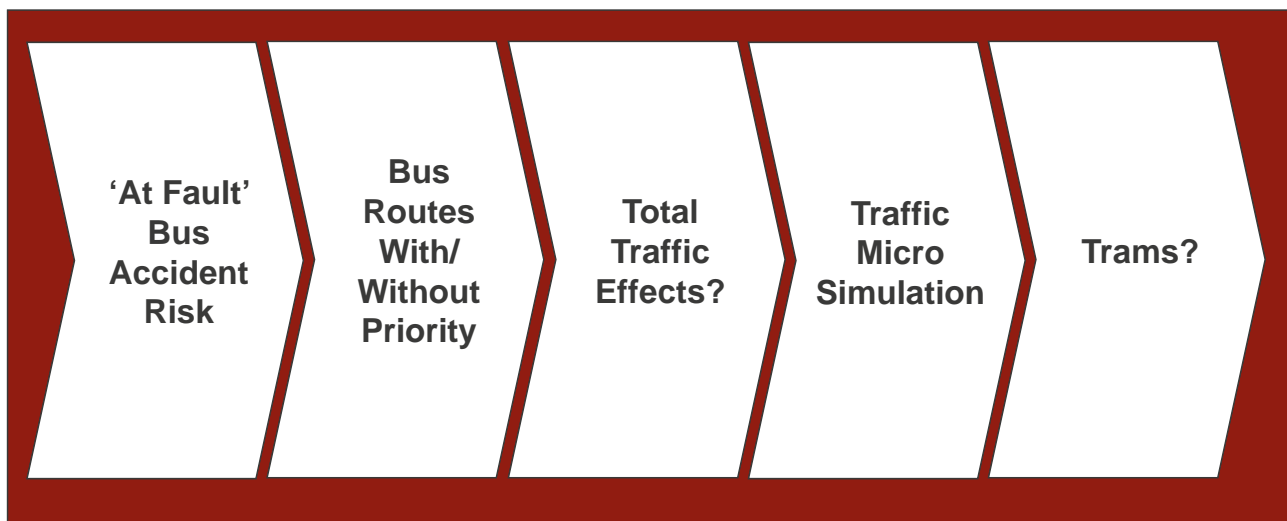 ‘At Fault’
Bus
Accident
Risk
Bus
Routes
With/
Without
Priority
Total
Traffic
Effects?
Traffic
Micro
Simulation
Trams?